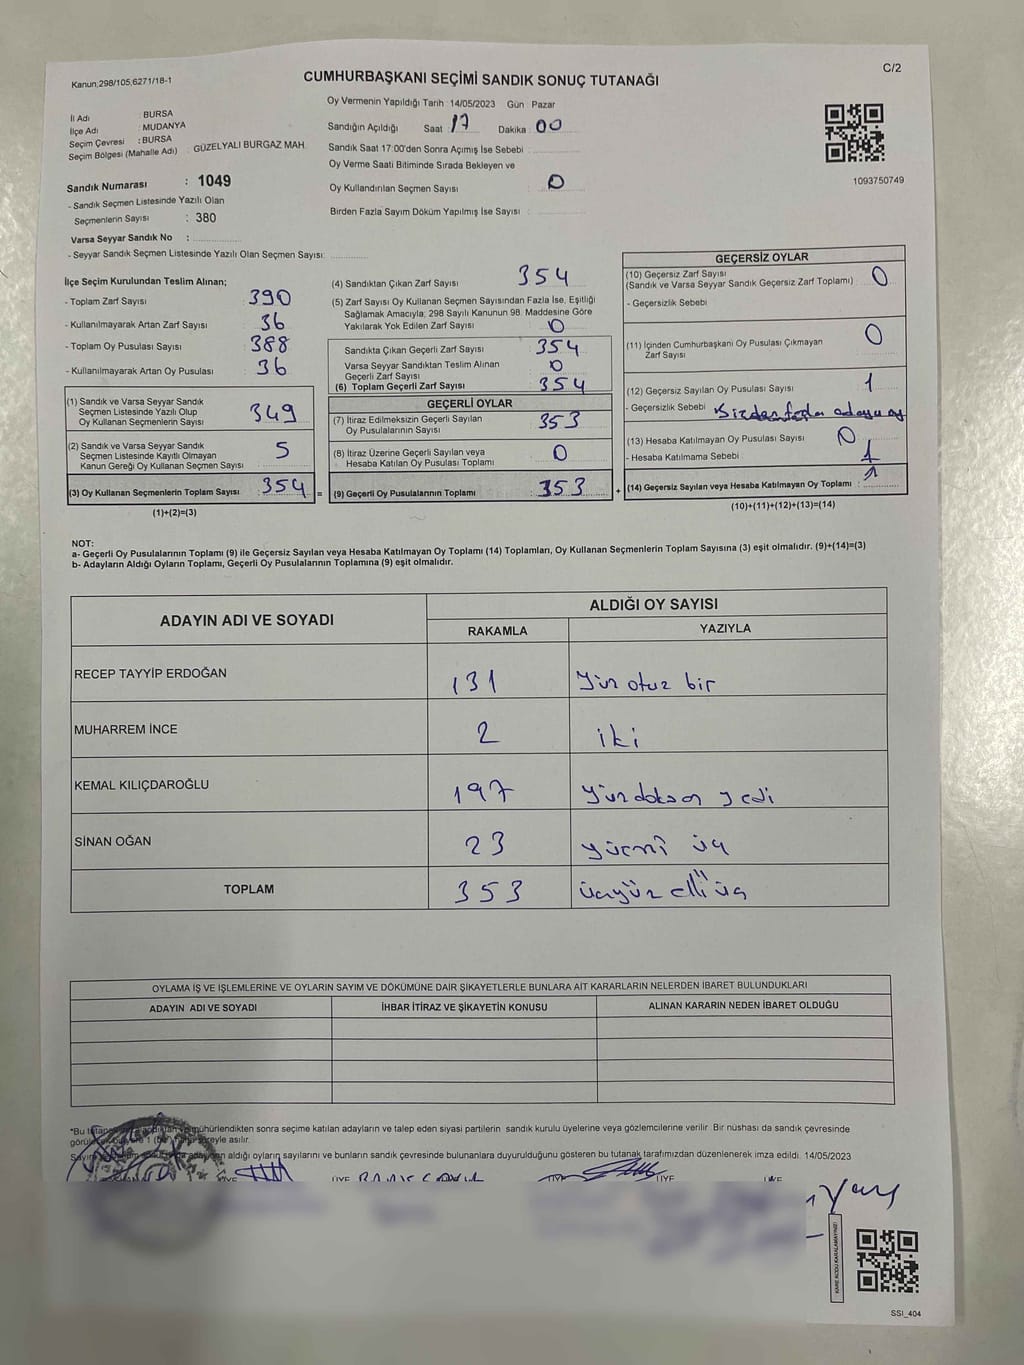 C/2
Kanun:298/105,6271/18-1
CUMHURBAŞKANI SEÇİMİ SANDIK SONUÇ TUTANAĞI
İl Adı : BURSA
İlçe Adı : MUDANYA
Seçim Çevresi : BURSA
Seçim Bölgesi (Mahalle Adı) : GÜZELYALI BURGAZ MAH.
Oy Vermenin Yapıldığı Tarih : 14/05/2023 Gün : Pazar
Sandığın Açıldığı Saat : 17 Dakika : 00
Sandık Saat 17:00'den Sonra Açımış İse Sebebi :
Oy Verme Saati Bitiminde Sırada Bekleyen ve
Oy Kullandırılan Seçmen Sayısı : 0
Birden Fazla Sayım Döküm Yapılmış İse Sayısı :
1093750749
Sandık Numarası : 1049
- Sandık Seçmen Listesinde Yazılı Olan
Seçmenlerin Sayısı : 380
Varsa Seyyar Sandık No :
- Seyyar Sandık Seçmen Listesinde Yazılı Olan Seçmen Sayısı:
İlçe Seçim Kurulundan Teslim Alınan;
- Toplam Zarf Sayısı : 390
- Kullanılmayarak Artan Zarf Sayısı : 36
- Toplam Oy Pusulası Sayısı : 388
- Kullanılmayarak Artan Oy Pusulası : 36
(1) Sandık ve Varsa Seyyar Sandık
Seçmen Listesinde Yazılı Olup
Oy Kullanan Seçmenlerin Sayısı : 349
(2) Sandık ve Varsa Seyyar Sandık
Seçmen Listesinde Kayıtlı Olmayan
Kanun Gereği Oy Kullanan Seçmen Sayısı : 5
(3) Oy Kullanan Seçmenlerin Toplam Sayısı : 354 =
(1)+(2)=(3)
(4) Sandıktan Çıkan Zarf Sayısı : 354
(5) Zarf Sayısı Oy Kullanan Seçmen Sayısından Fazla İse, Eşitliği
Sağlamak Amacıyla; 298 Sayılı Kanunun 98. Maddesine Göre
Yakılarak Yok Edilen Zarf Sayısı : 0
Sandıkta Çıkan Geçerli Zarf Sayısı : 354
Varsa Seyyar Sandıktan Teslim Alınan
Geçerli Zarf Sayısı : 0
(6) Toplam Geçerli Zarf Sayısı : 354
GEÇERLİ OYLAR
(7) İtiraz Edilmeksizin Geçerli Sayılan
Oy Pusulalarının Sayısı : 353
(8) İtiraz Üzerine Geçerli Sayılan veya
Hesaba Katılan Oy Pusulası Toplamı : 0
(9) Geçerli Oy Pusulalarının Toplamı : 353 +
GEÇERSİZ OYLAR
(10) Geçersiz Zarf Sayısı
(Sandık ve Varsa Seyyar Sandık Geçersiz Zarf Toplamı) : 0
- Geçersizlik Sebebi
(11) İçinden Cumhurbaşkanı Oy Pusulası Çıkmayan
Zarf Sayısı : 0
(12) Geçersiz Sayılan Oy Pusulası Sayısı : 1
- Geçersizlik Sebebi Birden fazla adaya oy
(13) Hesaba Katılmayan Oy Pusulası Sayısı : 0
- Hesaba Katılmama Sebebi : 1
(14) Geçersiz Sayılan veya Hesaba Katılmayan Oy Toplamı : 1
(10)+(11)+(12)+(13)=(14)
NOT:
a- Geçerli Oy Pusulalarının Toplamı (9) ile Geçersiz Sayılan veya Hesaba Katılmayan Oy Toplamı (14) Toplamları, Oy Kullanan Seçmenlerin Toplam Sayısına (3) eşit olmalıdır. (9)+(14)=(3)
b- Adayların Aldığı Oyların Toplamı, Geçerli Oy Pusulalarının Toplamına (9) eşit olmalıdır.
ADAYIN ADI VE SOYADI ALDIĞI OY SAYISI
RAKAMLA YAZIYLA
RECEP TAYYİP ERDOĞAN 131 yüz otuz bir
MUHARREM İNCE 2 iki
KEMAL KILIÇDAROĞLU 197 yüz doksan yedi
SİNAN OĞAN 23 yirmi üç
TOPLAM 353 üçyüz elli üç
OYLAMA İŞ VE İŞLEMLERİNE VE OYLARIN SAYIM VE DÖKÜMÜNE DAİR ŞİKAYETLERLE BUNLARA AİT KARARLARIN NELERDEN İBARET BULUNDUKLARI
ADAYIN ADI VE SOYADI İHBAR İTİRAZ VE ŞİKAYETİN KONUSU ALINAN KARARIN NEDEN İBARET OLDUĞU
*Bu mühürlendikten sonra seçime katılan adayların ve talep eden siyasi partilerin sandık kurulu üyelerine veya gözlemcilerine verilir. Bir nüshası da sandık çevresinde
süreyle asılır.
aldığı oyların sayılarını ve bunların sandık çevresinde bulunanlara duyurulduğunu gösteren bu tutanak tarafımızdan düzenlenerek imza edildi. 14/05/2023
ÜYE ÜYE ÜYE ÜYE
KARE KODU KARALAMAYINIZ!
SSI_404